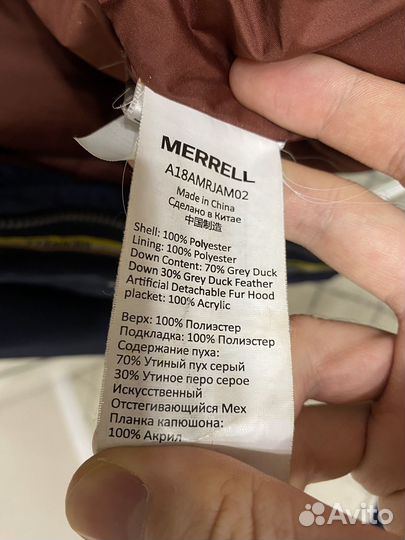 MERRELL
A18AMRJAM02
Made in China
Сделано в Китае
中国制造
Shell: 100% Polyester
Lining: 100% Polyester
Down Content: 70% Grey Duck
Down 30% Grey Duck Feather
Artificial Detachable Fur Hood
placket: 100% Acrylic
Верх: 100% Полиэстер
Подкладка: 100% Полиэстер
Содержание пуха:
70% Утиный пух серый
30% Утиное перо серое
Искусственный
Отстегивающийся Мех
Планка капюшона:
100% Акрил
Avito